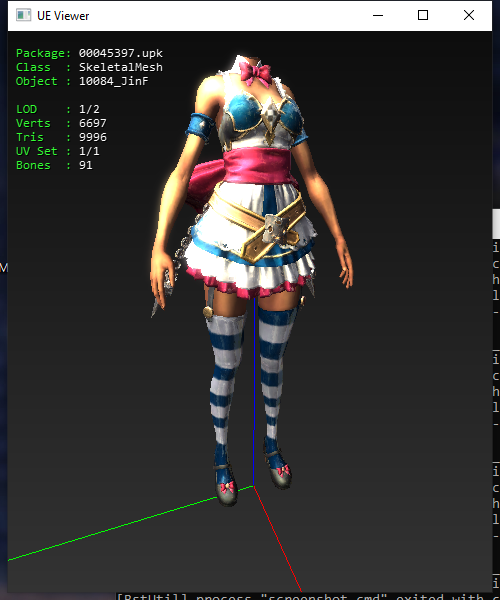 UE Viewer
Package: 00045397.upk
Class : SkeletalMesh
Object : 10084_JinF
LOD : 1/2
Verts : 6697
Tris : 9996
UV Set : 1/1
Bones : 91
M
i
c
h
l
-
i
c
h
l
-
i
c
h
l
-
i
[BstUtil] process "screenshot.cmd" exited with c